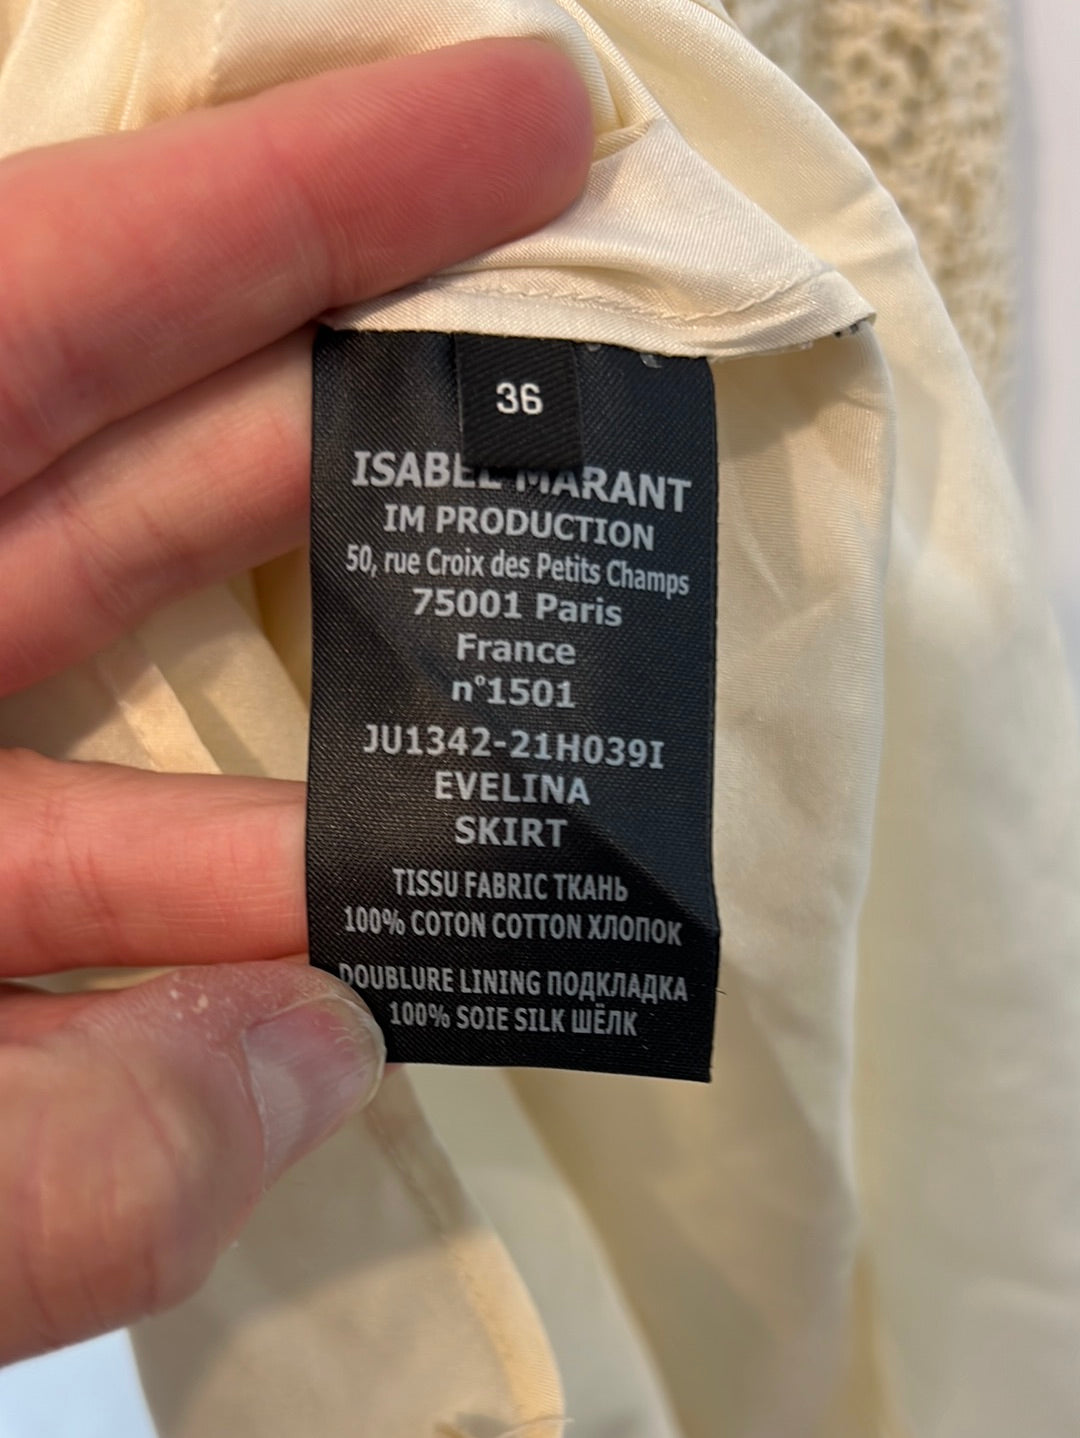 36
ISABEL MARANT
IM PRODUCTION
50, rue Croix des Petits Champs
75001 Paris
France
n°1501
JU1342-21H039I
EVELINA
SKIRT
TISSU FABRIC ТКАНЬ
100% COTON COTTON ХЛОПОК
DOUBLURE LINING ПОДКЛАДКА
100% SOIE SILK ШЁЛК